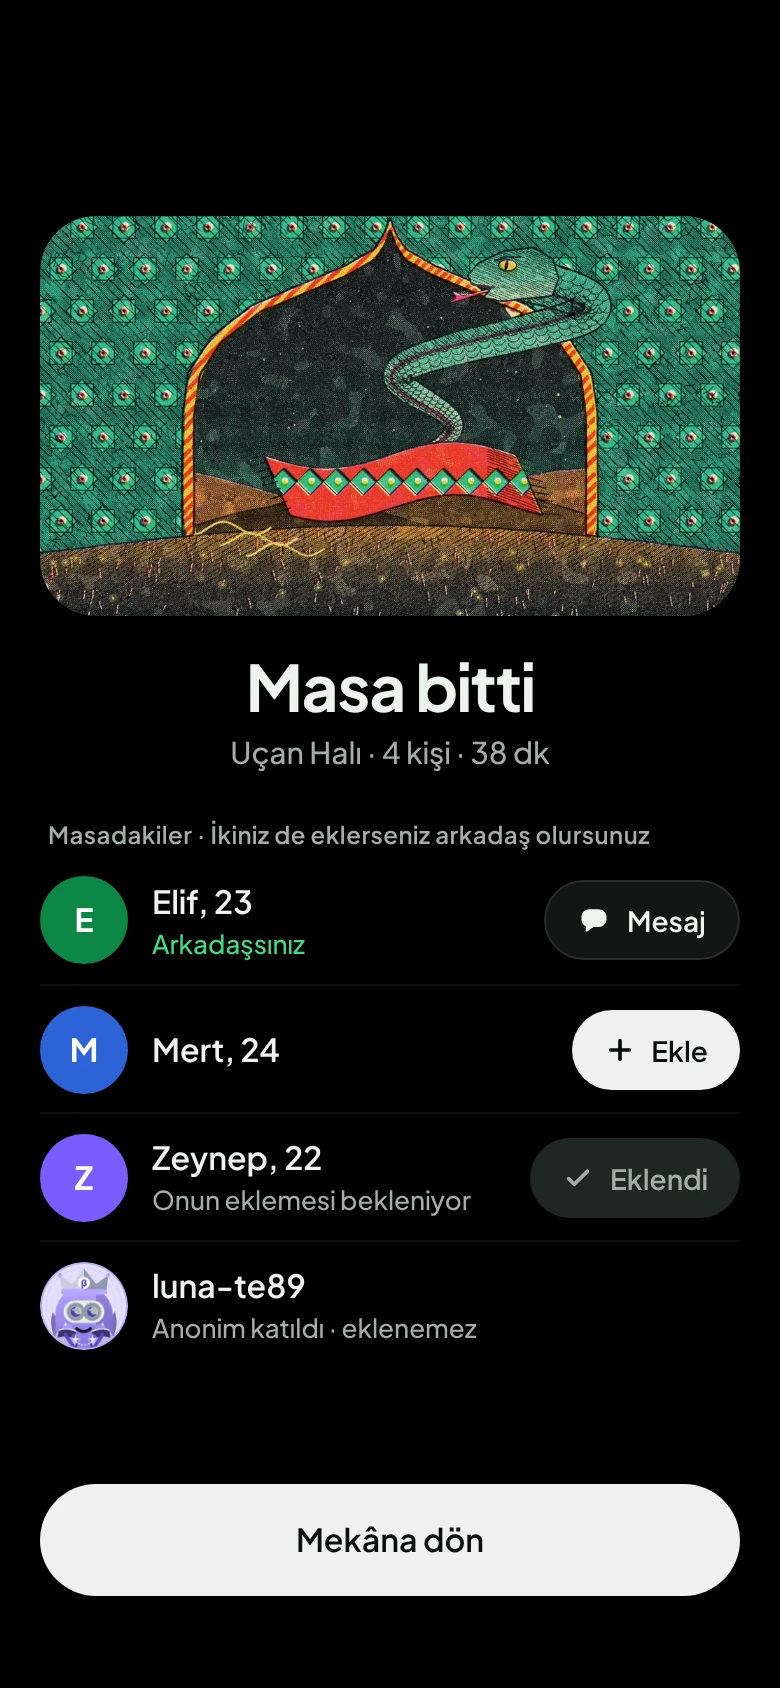 Masa bitti
Uçan Halı · 4 kişi · 38 dk
Masadakiler · İkiniz de eklerseniz arkadaş olursunuz
E
Elif, 23
Arkadaşsınız
Mesaj
M
Mert, 24
+ Ekle
Z
Zeynep, 22
Onun eklemesi bekleniyor
✓ Eklendi
β
luna-te89
Anonim katıldı · eklenemez
Mekâna dön